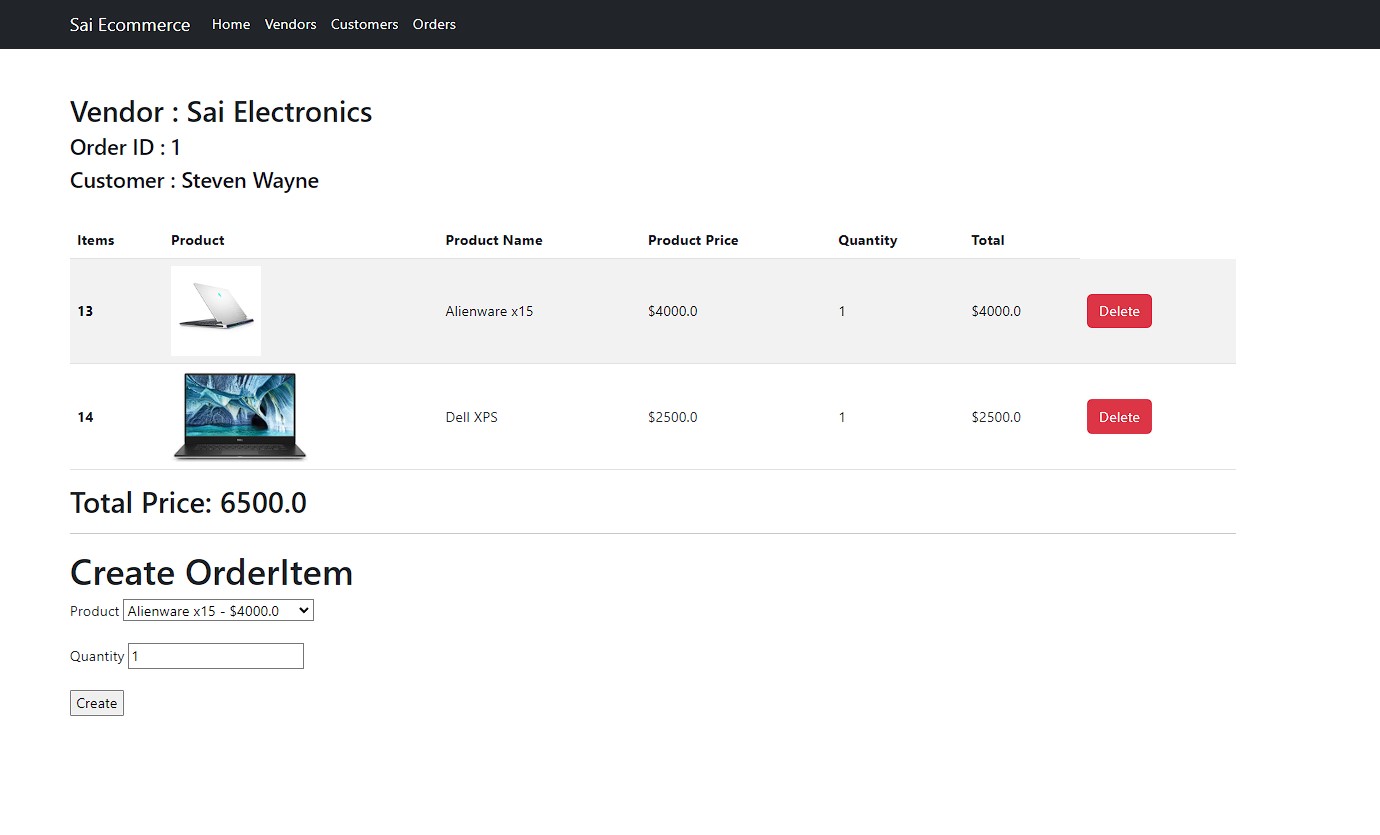 Sai Ecommerce Home Vendors Customers Orders
Vendor : Sai Electronics
Order ID : 1
Customer : Steven Wayne
Items Product Product Name Product Price Quantity Total
13 Alienware x15 $4000.0 1 $4000.0 Delete
14 Dell XPS $2500.0 1 $2500.0 Delete
Total Price: 6500.0
Create OrderItem
Product Alienware x15 - $4000.0
Quantity 1
Create